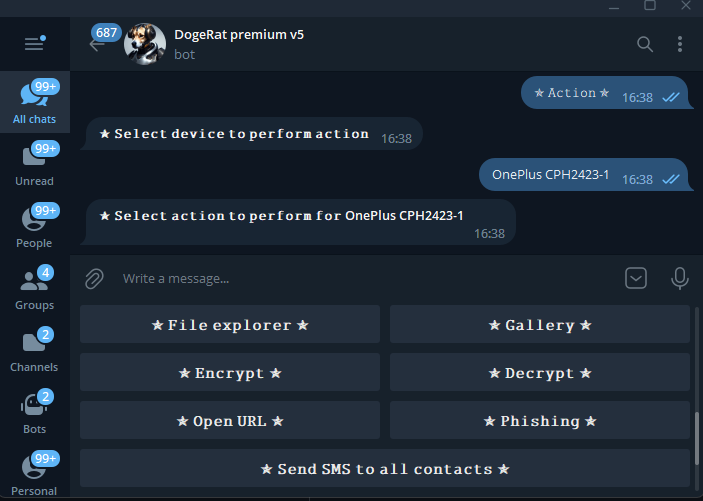 687
DogeRat premium v5
bot
✯ Action ✯ 16:38
99+
All chats
✯ Select device to perform action 16:38
99+
Unread
OnePlus CPH2423-1 16:38
99+
People
✯ Select action to perform for OnePlus CPH2423-1
16:38
4
Groups
Write a message...
2
Channels
✯ File explorer ✯
✯ Gallery ✯
✯ Encrypt ✯
✯ Decrypt ✯
2
Bots
✯ Open URL ✯
✯ Phishing ✯
99+
Personal
✯ Send SMS to all contacts ✯